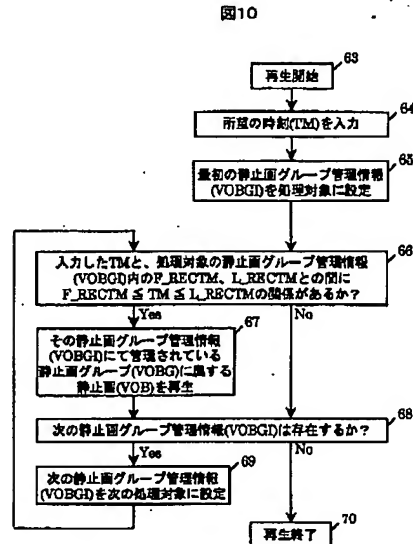 図10
63
再生開始
64
所望の時刻(TM)を入力
65
最初の静止画グループ管理情報
(VOBGI)を処理対象に設定
66
入力したTMと、処理対象の静止画グループ管理情報
(VOBGI)内のF_RECTM、L_RECTMとの間に
F_RECTM ≦ TM ≦ L_RECTMの関係があるか?
Yes
No
67
その静止画グループ管理情報
(VOBGI)にて管理されている
静止画グループ(VOBG)に属する
静止画(VOB)を再生
68
次の静止画グループ管理情報(VOBGI)は存在するか?
Yes
No
69
次の静止画グループ管理情報
(VOBGI)を次の処理対象に設定
70
再生終了